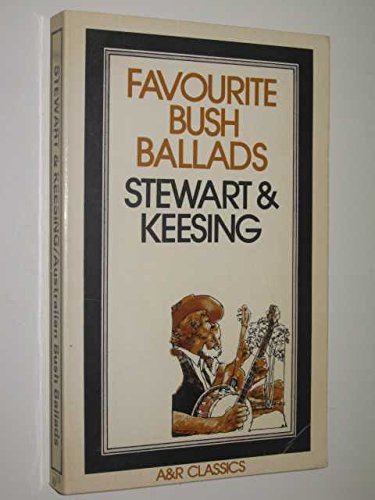 FAVOURITE
BUSH
BALLADS
STEWART &
KEESING
A&R CLASSICS
STEWART & KEESING/Australian Bush Ballads